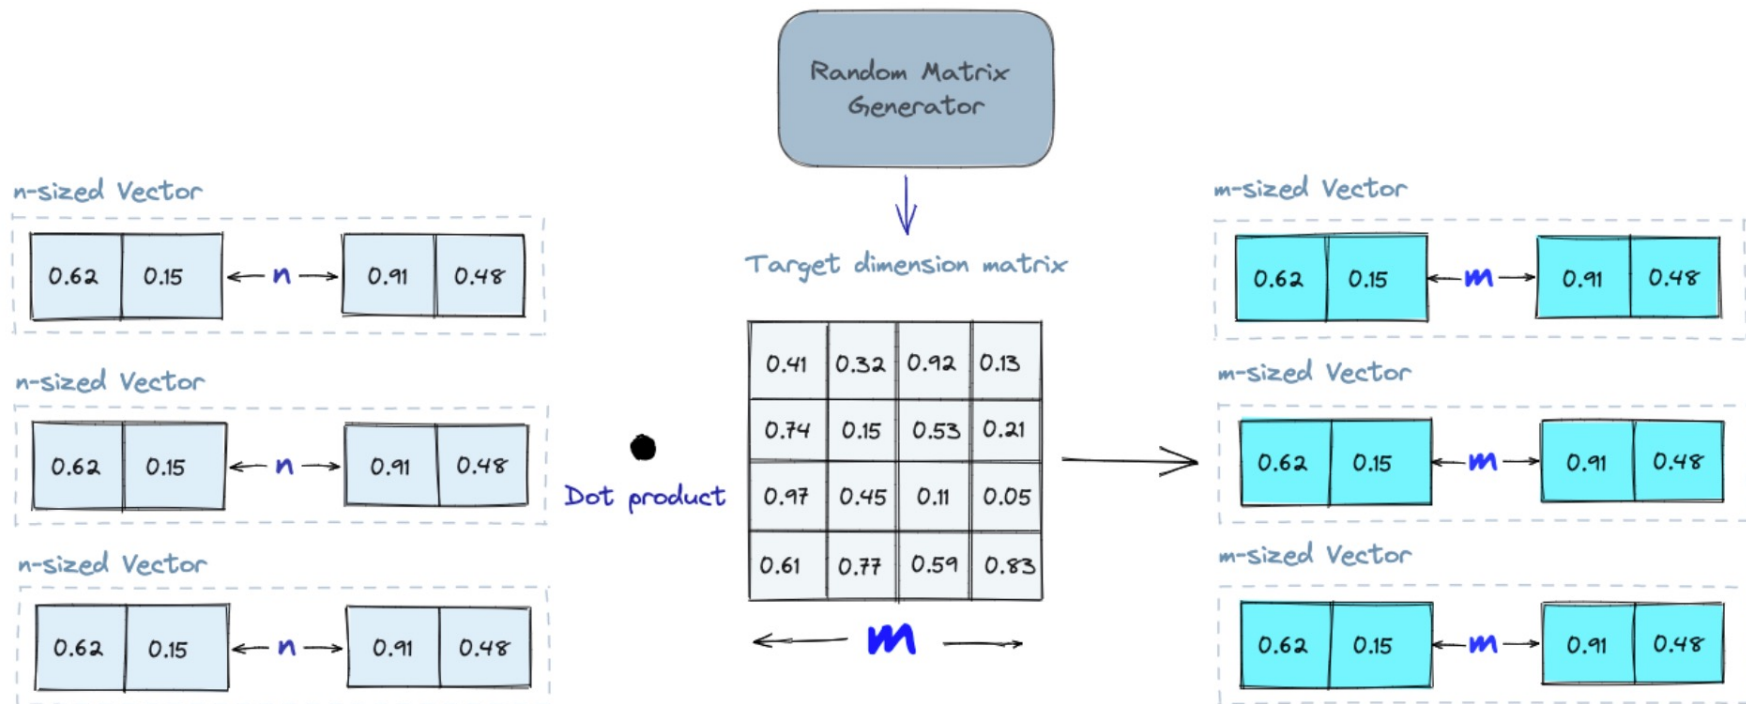 Random Matrix
Generator
n-sized Vector
0.62 0.15 n 0.91 0.48
n-sized Vector
0.62 0.15 n 0.91 0.48
n-sized Vector
0.62 0.15 n 0.91 0.48
Dot product
Target dimension matrix
0.41 0.32 0.92 0.13
0.74 0.15 0.53 0.21
0.97 0.45 0.11 0.05
0.61 0.77 0.59 0.83
m
m-sized Vector
0.62 0.15 m 0.91 0.48
m-sized Vector
0.62 0.15 m 0.91 0.48
m-sized Vector
0.62 0.15 m 0.91 0.48